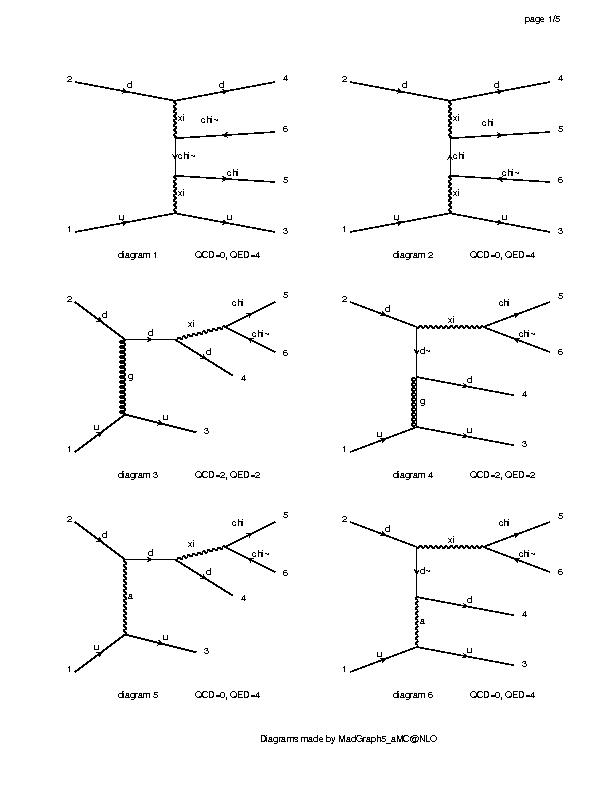 page 1/5
2 d d 4
xi chi~ 6
chi~
chi 5
xi
1 u u 3
diagram 1 QCD=0, QED=4
2 d d 4
xi chi 5
chi
chi~ 6
xi
1 u u 3
diagram 2 QCD=0, QED=4
2 d d xi chi 5
chi~ 6
d 4
g
1 u u 3
diagram 3 QCD=2, QED=2
2 d xi chi 5
chi~ 6
d~
d 4
g
1 u u 3
diagram 4 QCD=2, QED=2
2 d d xi chi 5
chi~ 6
d 4
a
1 u u 3
diagram 5 QCD=0, QED=4
2 d xi chi 5
chi~ 6
d~
d 4
a
1 u u 3
diagram 6 QCD=0, QED=4
Diagrams made by MadGraph5_aMC@NLO